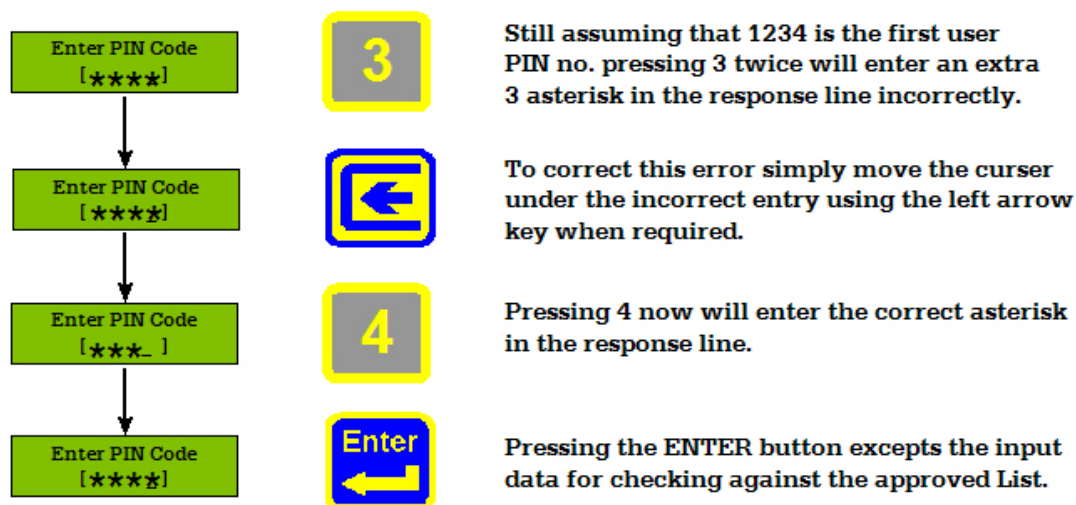 Enter PIN Code
[****]
3
Still assuming that 1234 is the first user
PIN no. pressing 3 twice will enter an extra
3 asterisk in the response line incorrectly.
Enter PIN Code
[****]
To correct this error simply move the curser
under the incorrect entry using the left arrow
key when required.
Enter PIN Code
[***_ ]
4
Pressing 4 now will enter the correct asterisk
in the response line.
Enter PIN Code
[****]
Enter
Pressing the ENTER button excepts the input
data for checking against the approved List.